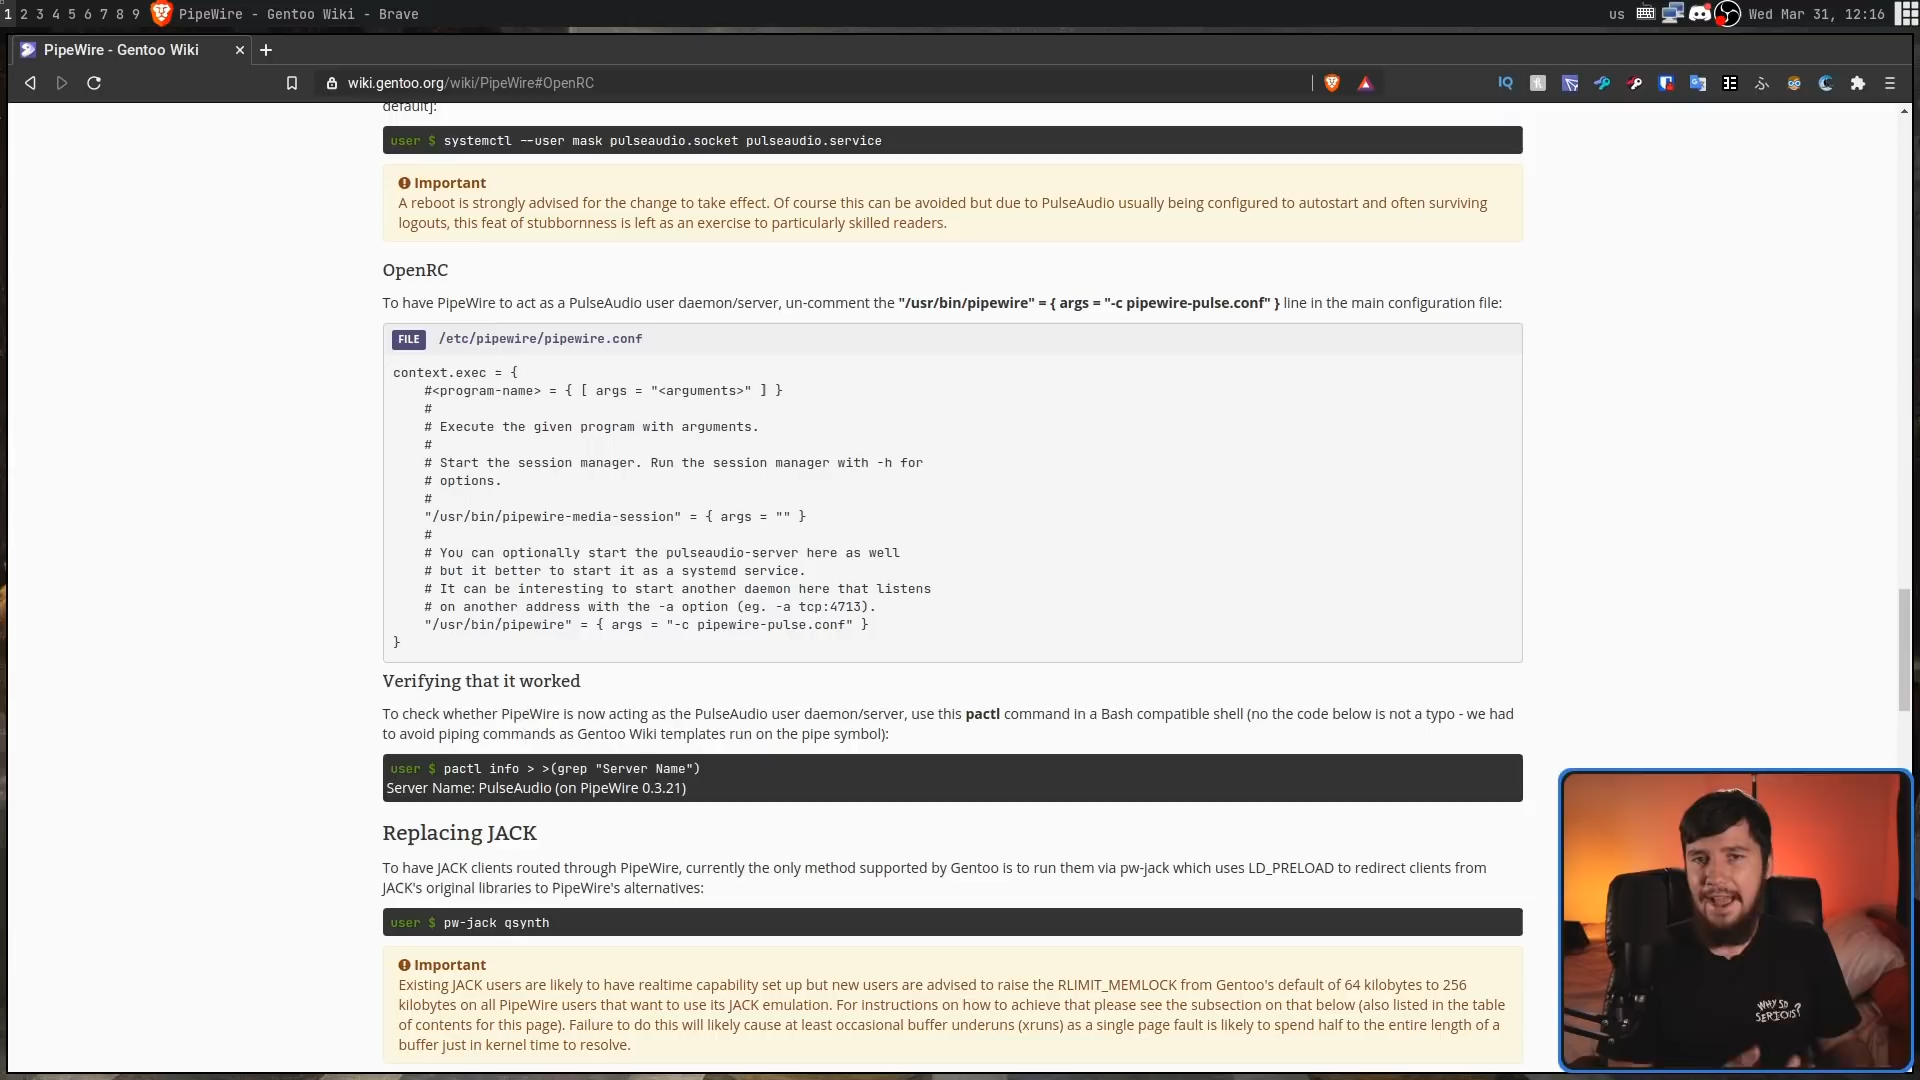 1 2 3 4 5 6 7 8 9 PipeWire - Gentoo Wiki - Brave us Wed Mar 31, 12:16
PipeWire - Gentoo Wiki
wiki.gentoo.org/wiki/PipeWire#OpenRC
IQ
default]:
user $ systemctl --user mask pulseaudio.socket pulseaudio.service
Important
A reboot is strongly advised for the change to take effect. Of course this can be avoided but due to PulseAudio usually being configured to autostart and often surviving
logouts, this feat of stubbornness is left as an exercise to particularly skilled readers.
OpenRC
To have PipeWire to act as a PulseAudio user daemon/server, un-comment the "/usr/bin/pipewire" = { args = "-c pipewire-pulse.conf" } line in the main configuration file:
FILE /etc/pipewire/pipewire.conf
context.exec = {
#<program-name> = { [ args = "<arguments>" ] }
#
# Execute the given program with arguments.
#
# Start the session manager. Run the session manager with -h for
# options.
#
"/usr/bin/pipewire-media-session" = { args = "" }
#
# You can optionally start the pulseaudio-server here as well
# but it better to start it as a systemd service.
# It can be interesting to start another daemon here that listens
# on another address with the -a option (eg. -a tcp:4713).
"/usr/bin/pipewire" = { args = "-c pipewire-pulse.conf" }
}
Verifying that it worked
To check whether PipeWire is now acting as the PulseAudio user daemon/server, use this pactl command in a Bash compatible shell (no the code below is not a typo - we had
to avoid piping commands as Gentoo Wiki templates run on the pipe symbol):
user $ pactl info > >(grep "Server Name")
Server Name: PulseAudio (on PipeWire 0.3.21)
Replacing JACK
To have JACK clients routed through PipeWire, currently the only method supported by Gentoo is to run them via pw-jack which uses LD_PRELOAD to redirect clients from
JACK's original libraries to PipeWire's alternatives:
user $ pw-jack qsynth
Important
Existing JACK users are likely to have realtime capability set up but new users are advised to raise the RLIMIT_MEMLOCK from Gentoo's default of 64 kilobytes to 256
kilobytes on all PipeWire users that want to use its JACK emulation. For instructions on how to achieve that please see the subsection on that below (also listed in the table
of contents for this page). Failure to do this will likely cause at least occasional buffer underuns (xruns) as a single page fault is likely to spend half to the entire length of a
buffer just in kernel time to resolve.
WHY SO
SERIOUS?